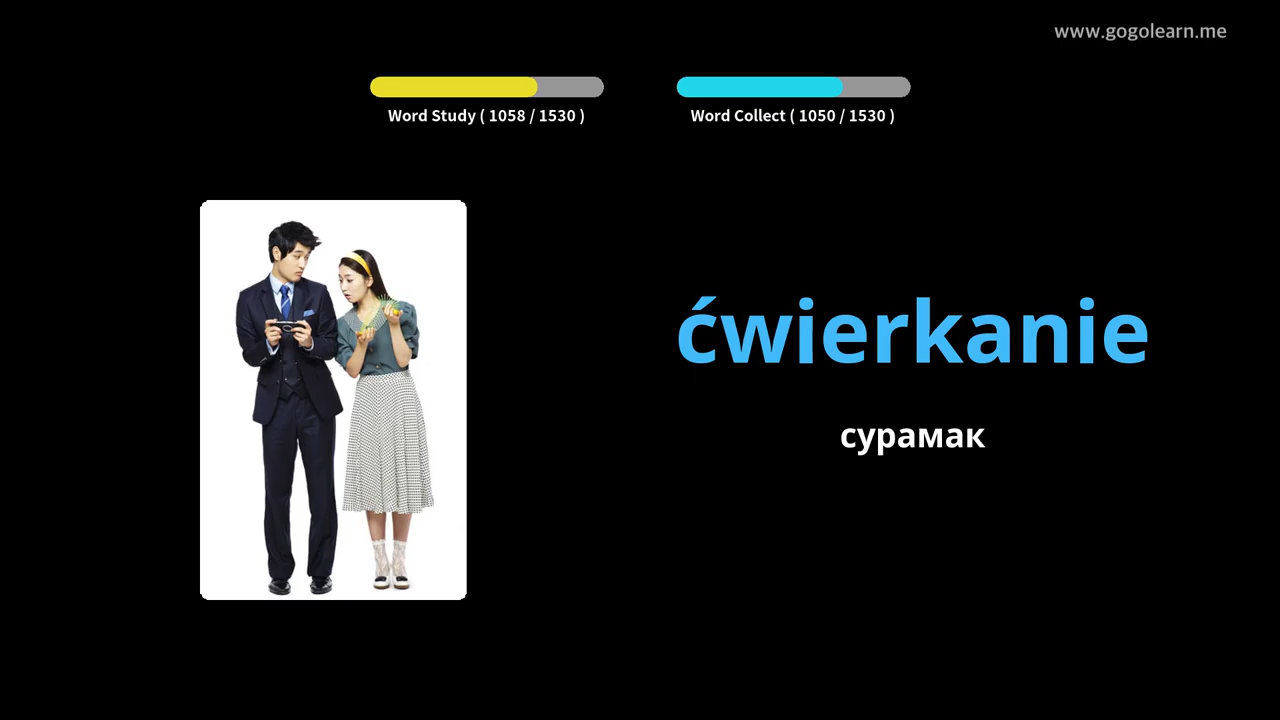 www.gogolearn.me
Word Study ( 1058 / 1530 )
Word Collect ( 1050 / 1530 )
ćwierkanie
сурамак